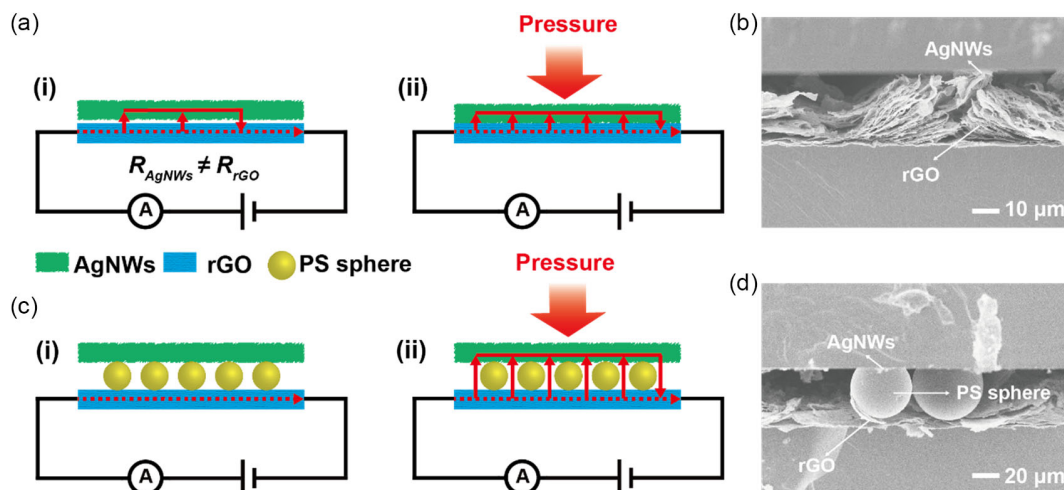 (a)
Pressure
(b)
(i)
(ii)
AgNWs
R_AgNWs ≠ R_rGO
rGO
A
A
10 μm
AgNWs rGO PS sphere
Pressure
(c)
(d)
(i)
(ii)
AgNWs
PS sphere
rGO
A
A
20 μm